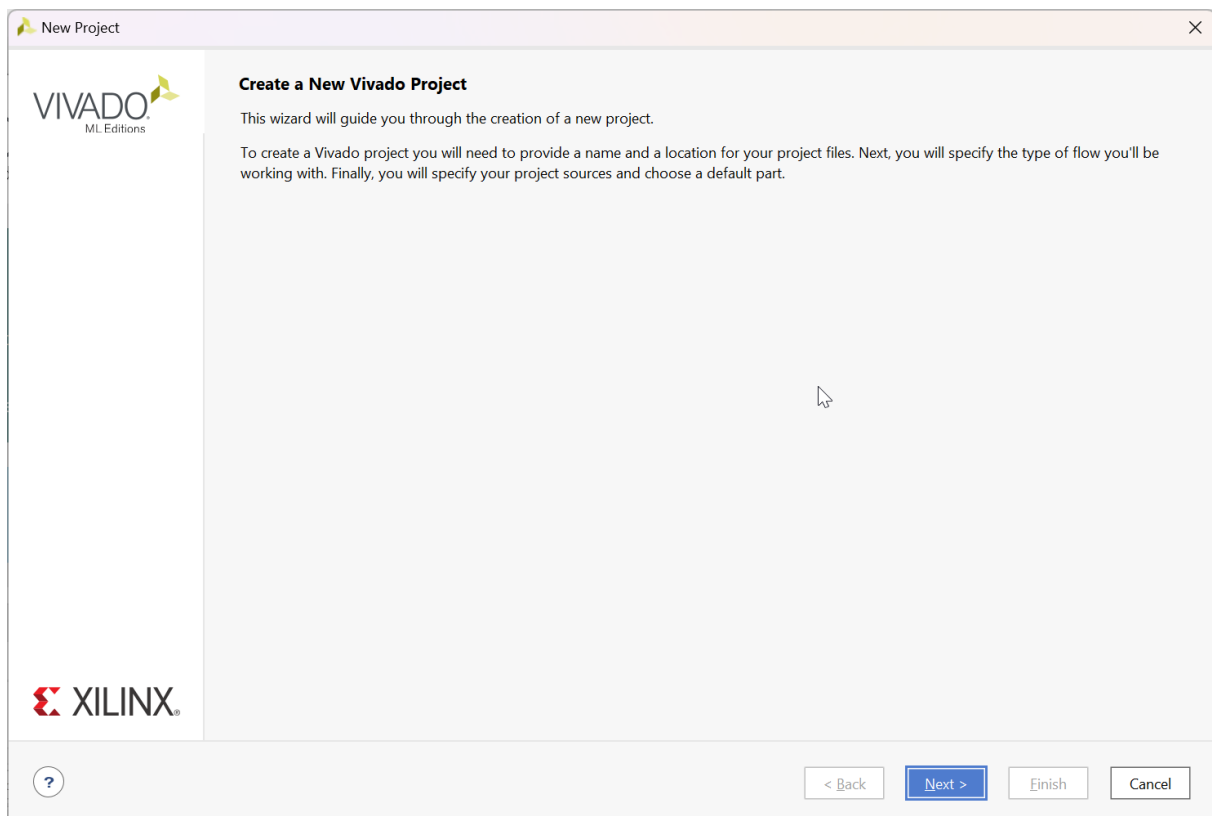 New Project
VIVADO.
ML Editions
Create a New Vivado Project
This wizard will guide you through the creation of a new project.
To create a Vivado project you will need to provide a name and a location for your project files. Next, you will specify the type of flow you'll be
working with. Finally, you will specify your project sources and choose a default part.
XILINX®
?
< Back
Next >
Finish
Cancel